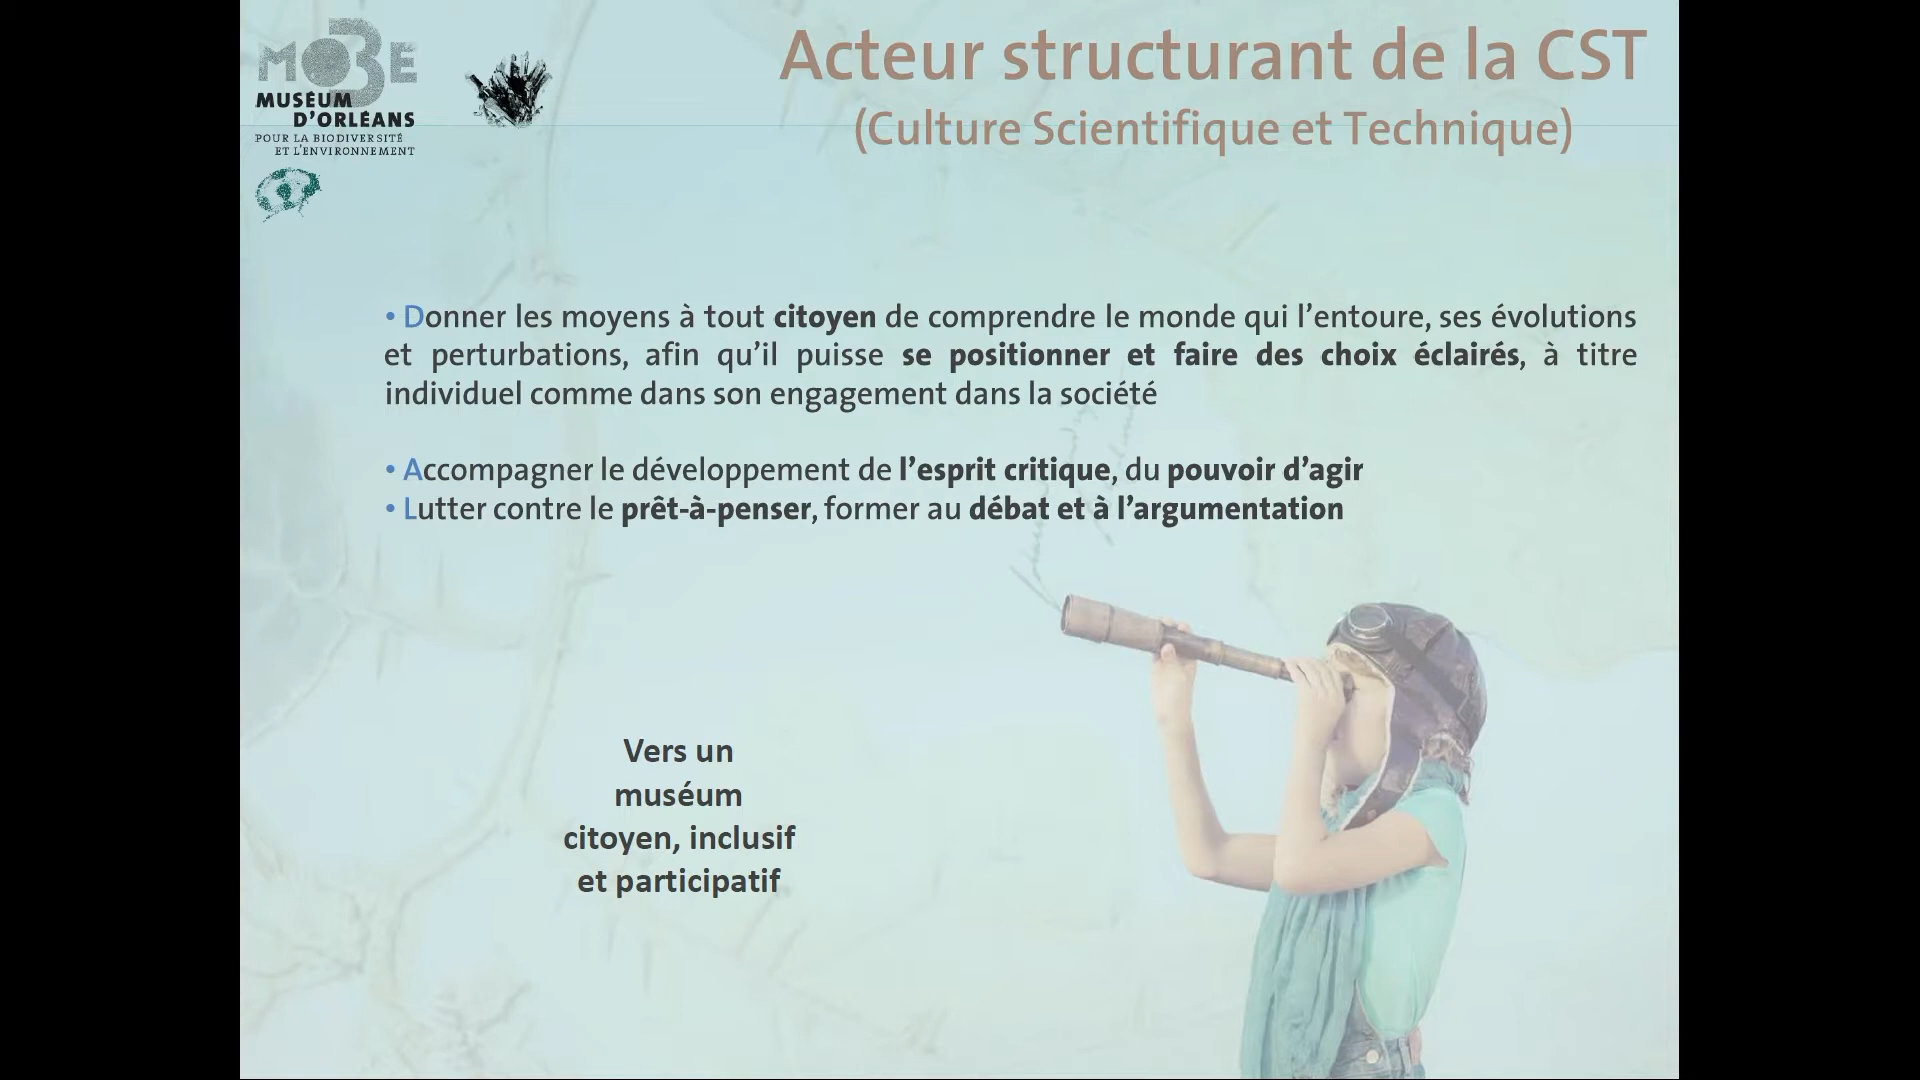 MOBE
MUSÉUM
D'ORLÉANS
POUR LA BIODIVERSITÉ
ET L'ENVIRONNEMENT
Acteur structurant de la CST
(Culture Scientifique et Technique)
• Donner les moyens à tout citoyen de comprendre le monde qui l'entoure, ses évolutions
et perturbations, afin qu'il puisse se positionner et faire des choix éclairés, à titre
individuel comme dans son engagement dans la société
• Accompagner le développement de l'esprit critique, du pouvoir d'agir
• Lutter contre le prêt-à-penser, former au débat et à l'argumentation
Vers un
muséum
citoyen, inclusif
et participatif